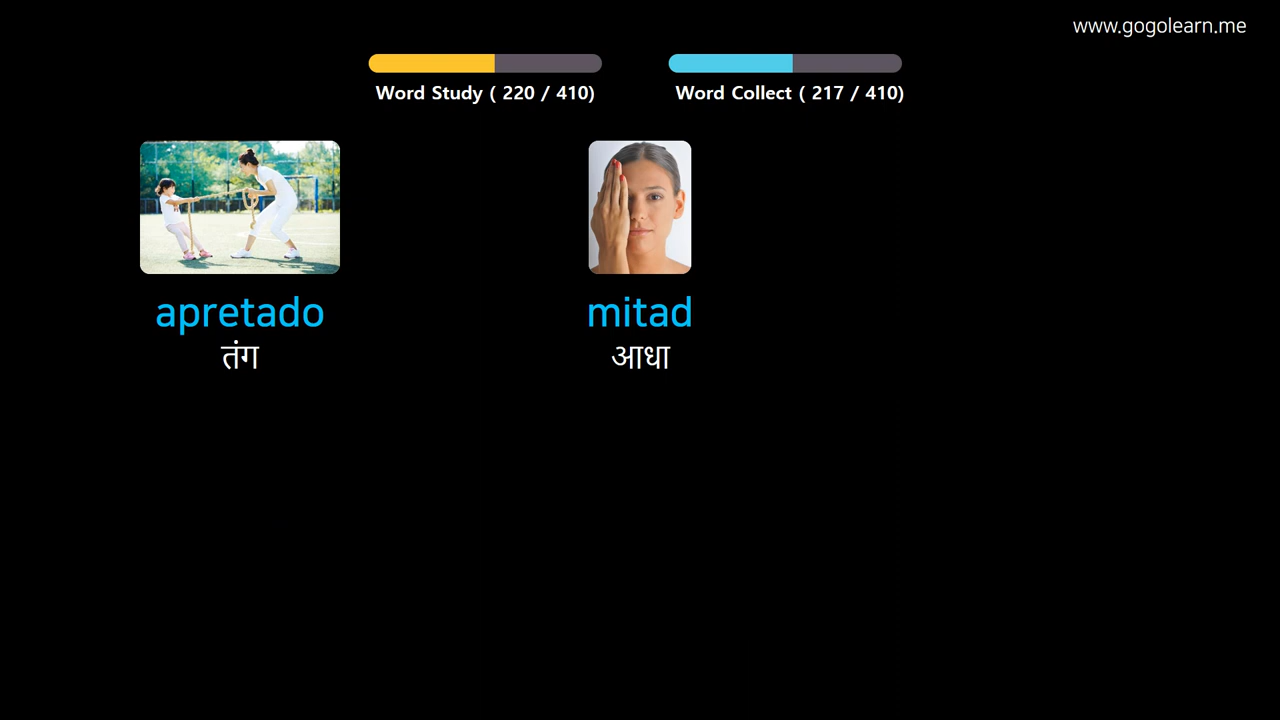 www.gogolearn.me
Word Study ( 220 / 410)
Word Collect ( 217 / 410)
apretado
तंग
mitad
आधा